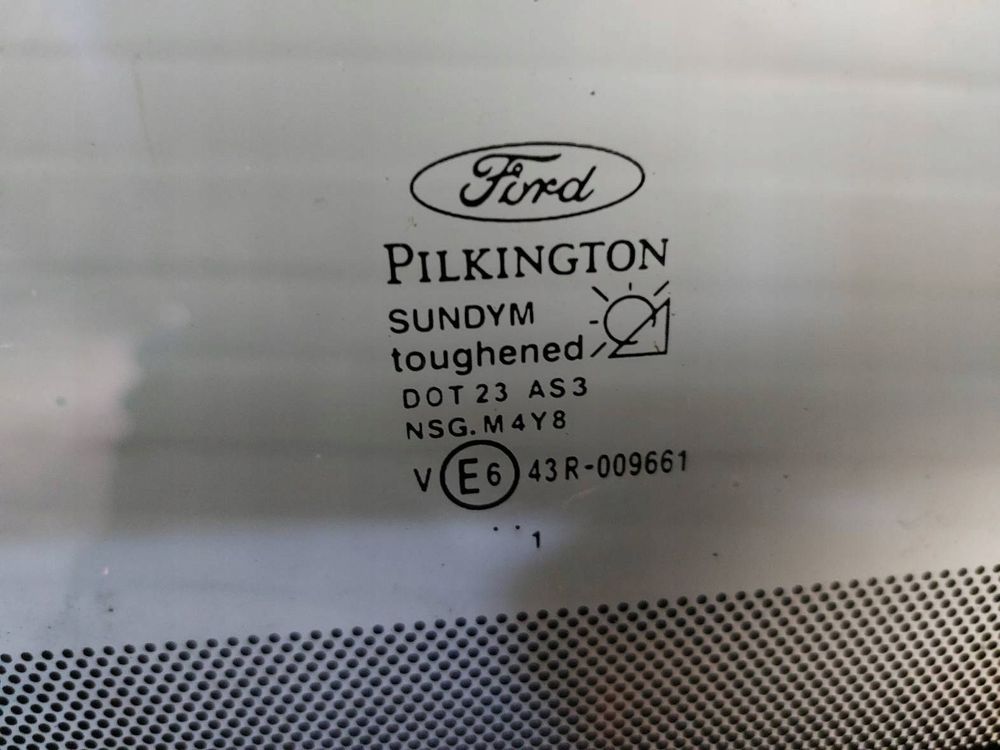 Ford
PILKINGTON
SUNDYM
toughened
DOT 23 AS3
NSG. M4Y8
V E6 43R-009661
.. 1